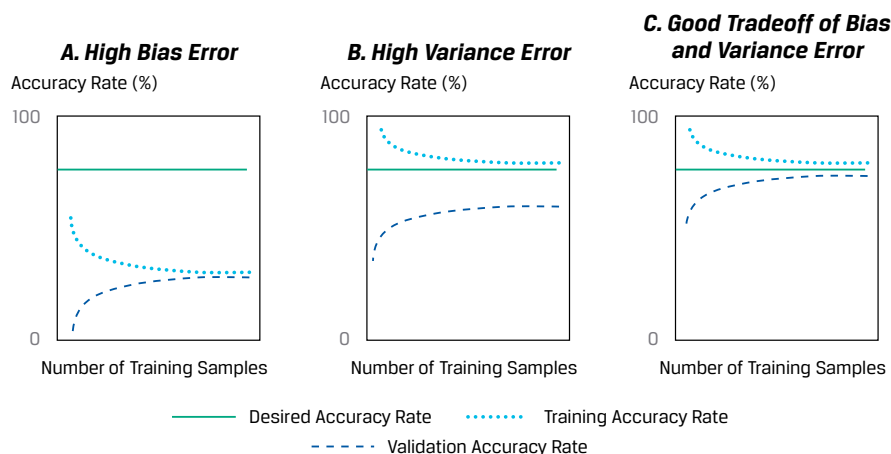 A. High Bias Error
Accuracy Rate (%)
100
0
Number of Training Samples
B. High Variance Error
Accuracy Rate (%)
100
0
Number of Training Samples
C. Good Tradeoff of Bias
and Variance Error
Accuracy Rate (%)
100
0
Number of Training Samples
Desired Accuracy Rate
Training Accuracy Rate
Validation Accuracy Rate